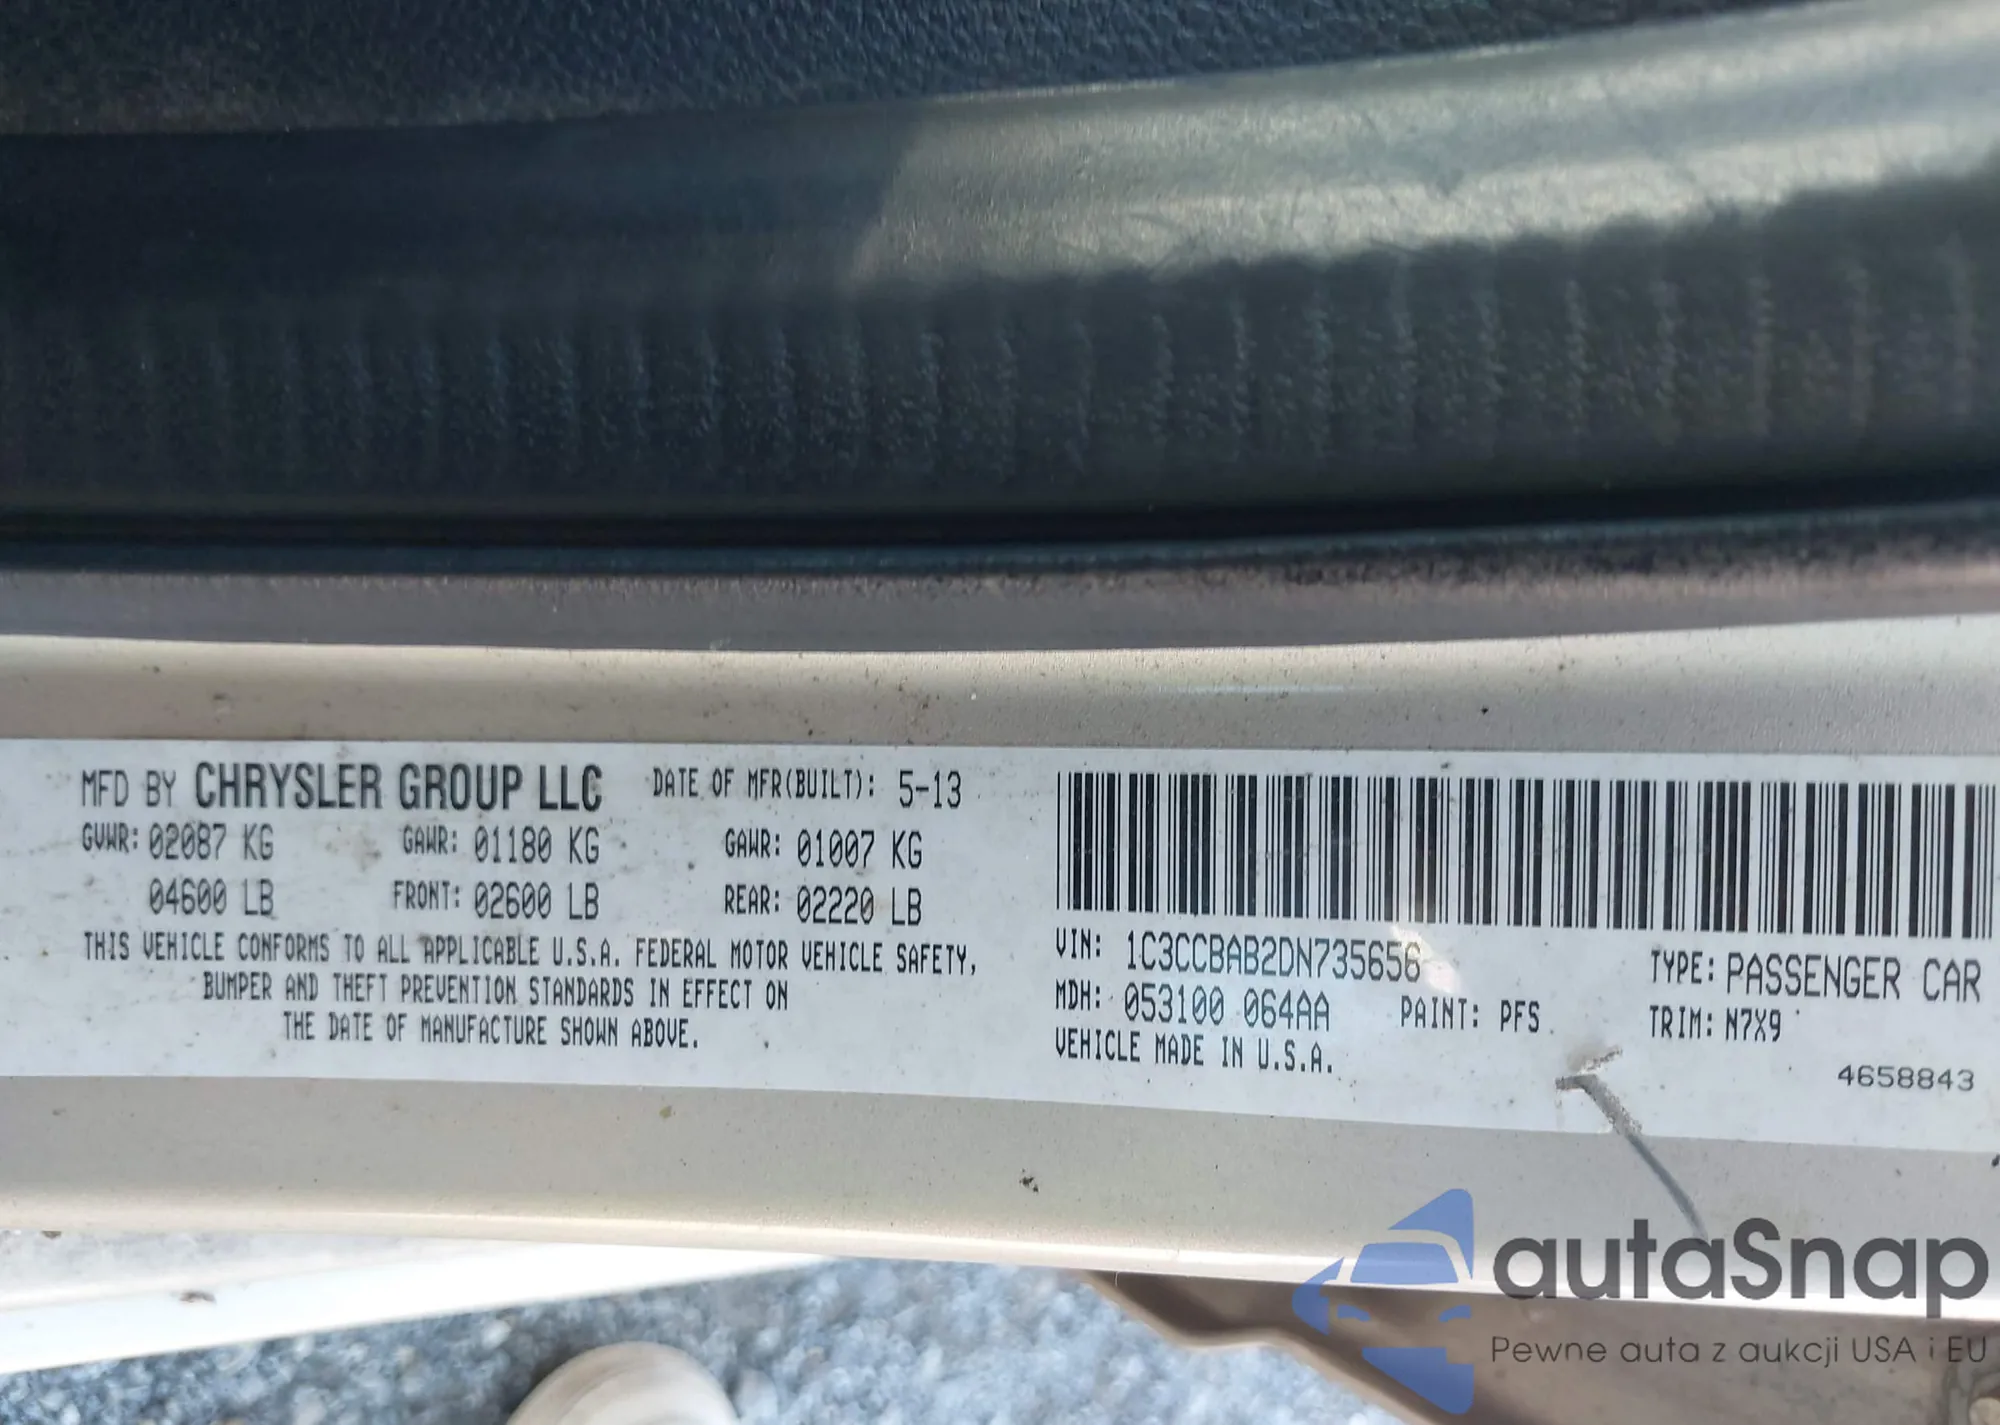 MFD BY CHRYSLER GROUP LLC DATE OF MFR(BUILT): 5-13
GVWR: 02087 KG GAWR: 01180 KG GAWR: 01007 KG
04600 LB FRONT: 02600 LB REAR: 02220 LB
THIS VEHICLE CONFORMS TO ALL APPLICABLE U.S.A. FEDERAL MOTOR VEHICLE SAFETY,
BUMPER AND THEFT PREVENTION STANDARDS IN EFFECT ON
THE DATE OF MANUFACTURE SHOWN ABOVE.
VIN: 1C3CCBAB2DN735656 TYPE: PASSENGER CAR
MDH: 053100 064AA PAINT: PFS TRIM: N7X9
VEHICLE MADE IN U.S.A.
4658843
autaSnap
Pewne auta z aukcji USA i EU